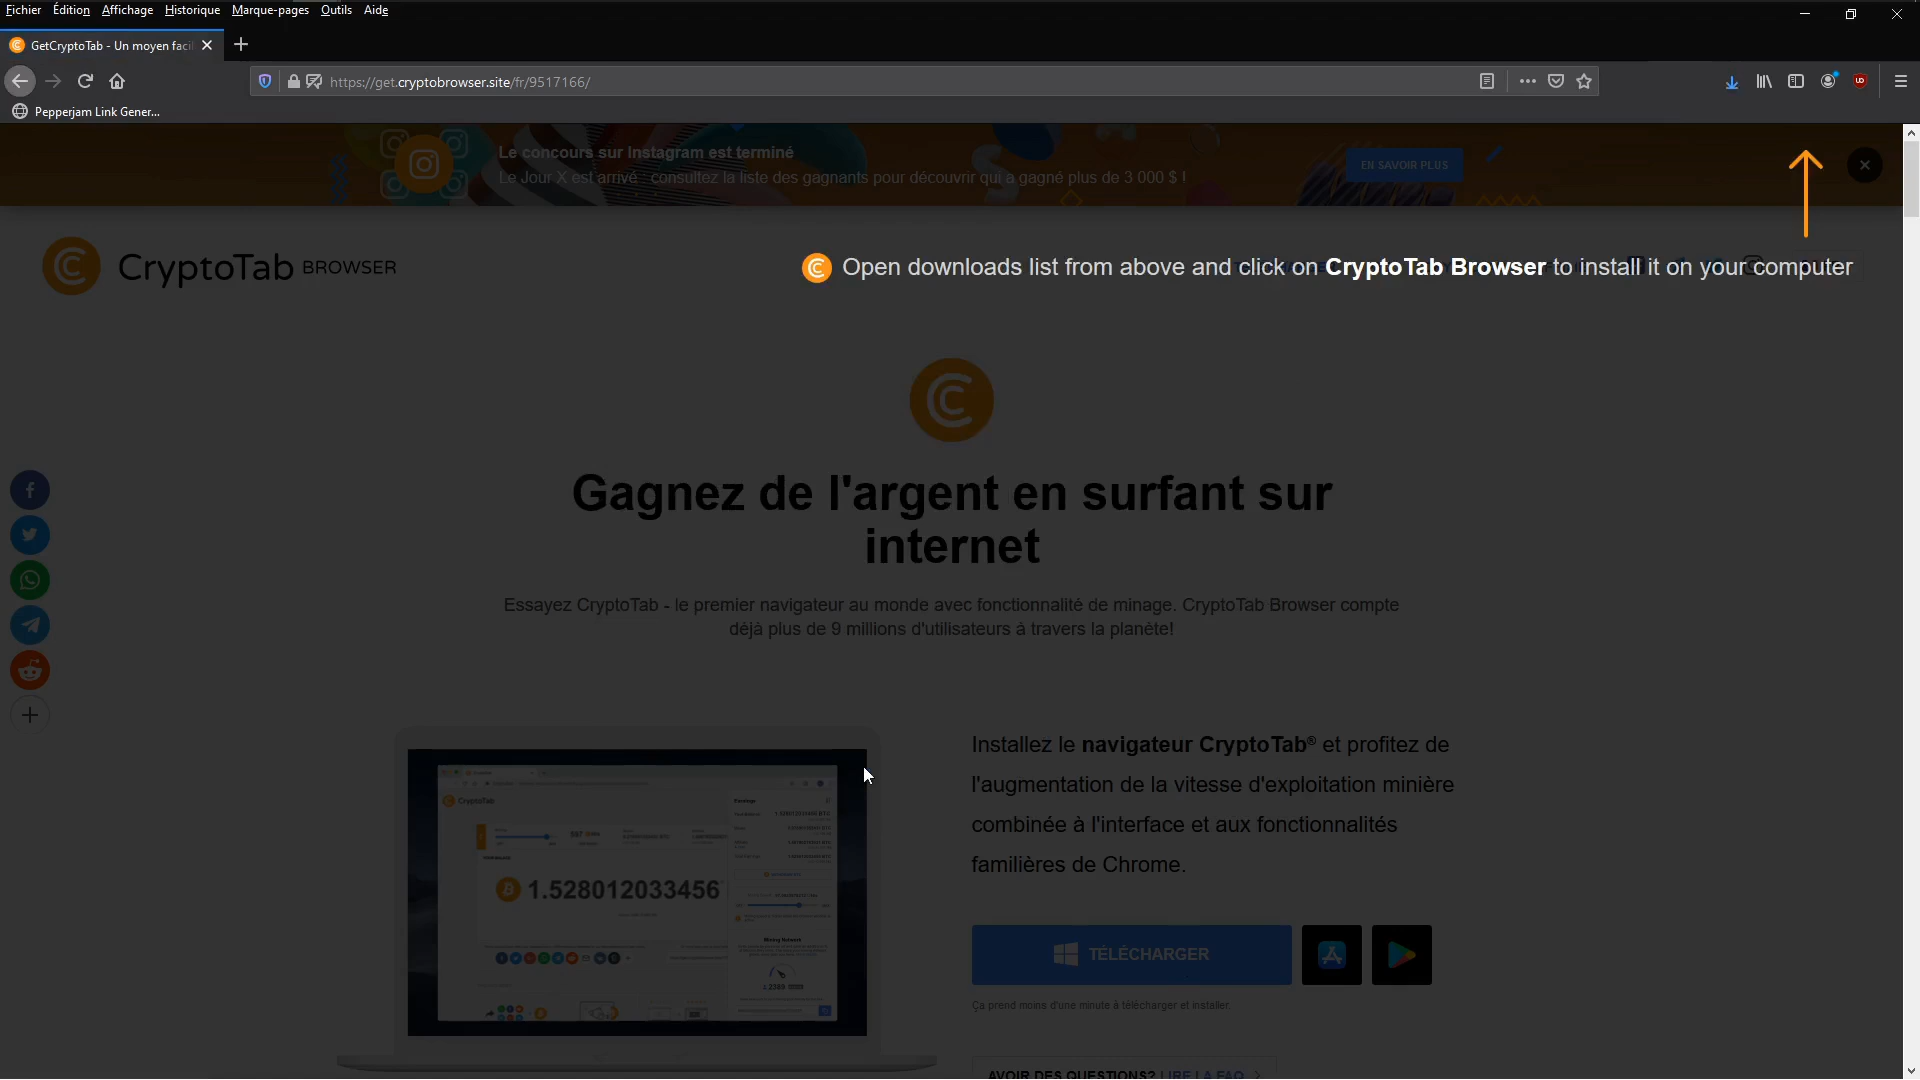 Fichier Édition Affichage Historique Marque-pages Outils Aide
GetCryptoTab - Un moyen facil
https://get.cryptobrowser.site/fr/9517166/
Pepperjam Link Gener...
Le concours sur Instagram est terminé
Le Jour X est arrivé : consultez la liste des gagnants pour découvrir qui a gagné plus de 3 000 $ !
EN SAVOIR PLUS
CryptoTab BROWSER
Open downloads list from above and click on CryptoTab Browser to install it on your computer
Gagnez de l'argent en surfant sur
internet
Essayez CryptoTab - le premier navigateur au monde avec fonctionnalité de minage. CryptoTab Browser compte
déjà plus de 9 millions d'utilisateurs à travers la planète!
CryptoTab
1.528012033456
Installez le navigateur CryptoTab® et profitez de
l'augmentation de la vitesse d'exploitation minière
combinée à l'interface et aux fonctionnalités
familières de Chrome.
TÉLÉCHARGER
Ça prend moins d'une minute à télécharger et installer.
AVOIR DES QUESTIONS? LIRE LA FAQ